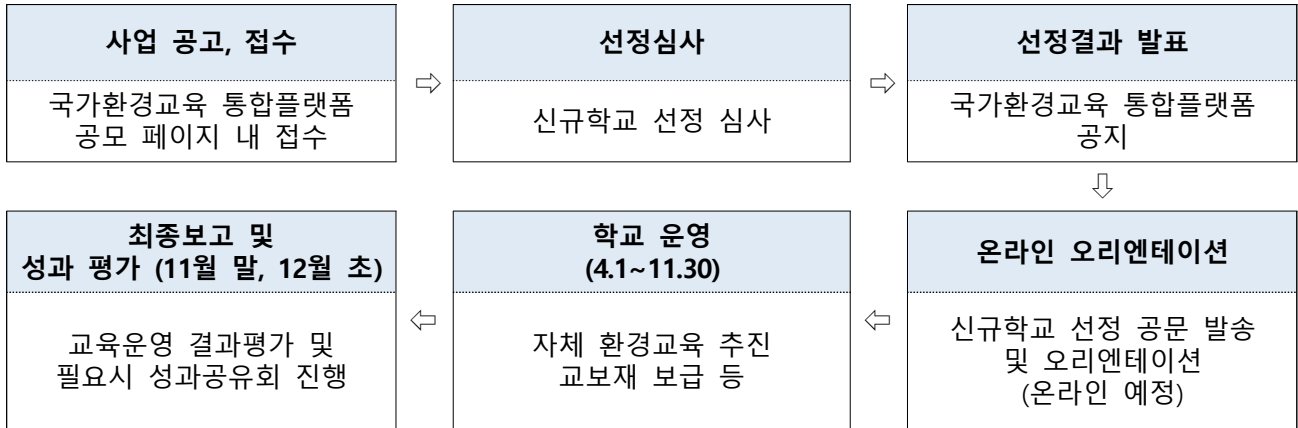 사업 공고, 접수
국가환경교육 통합플랫폼
공모 페이지 내 접수
선정심사
신규학교 선정 심사
선정결과 발표
국가환경교육 통합플랫폼
공지
온라인 오리엔테이션
신규학교 선정 공문 발송
및 오리엔테이션
(온라인 예정)
학교 운영
(4.1~11.30)
자체 환경교육 추진
교보재 보급 등
최종보고 및
성과 평가 (11월 말, 12월 초)
교육운영 결과평가 및
필요시 성과공유회 진행